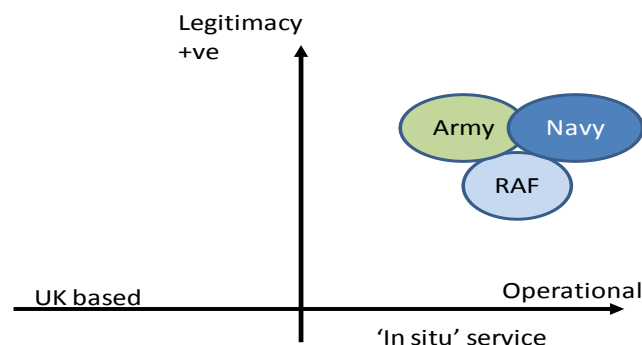 Legitimacy
+ve
Army
Navy
RAF
UK based
Operational
‘In situ’ service